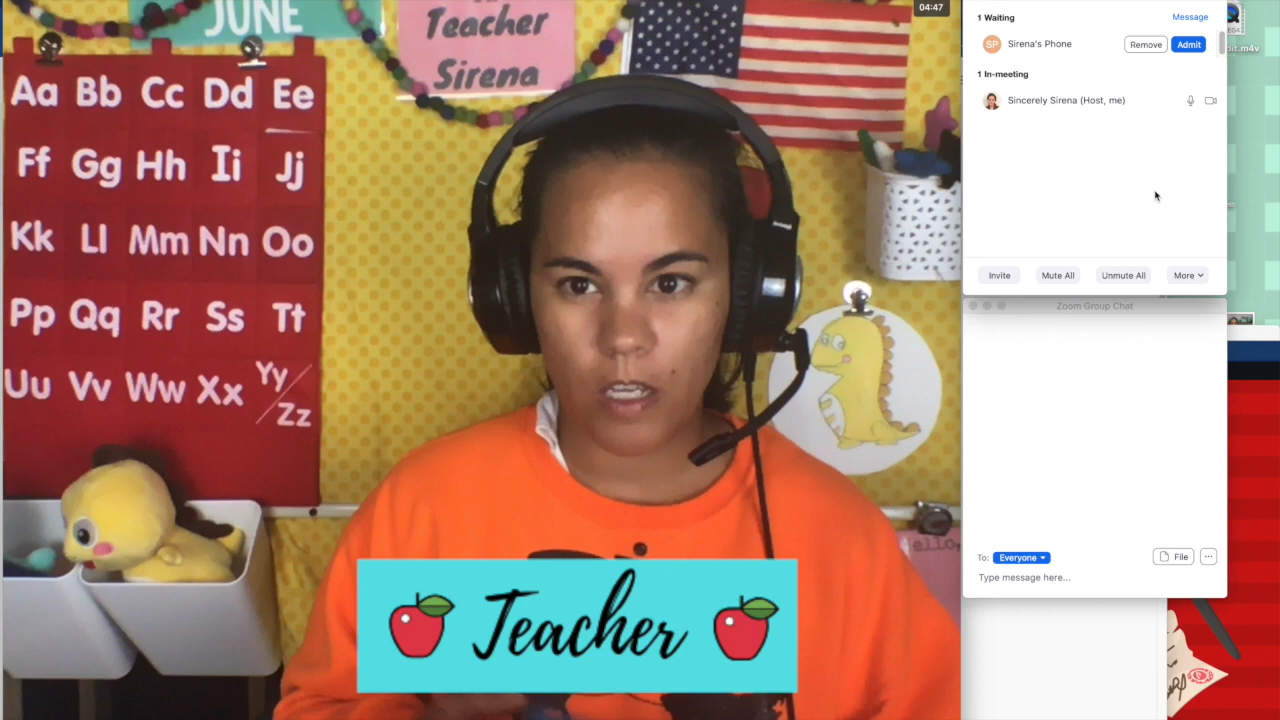 JUNE
Teacher
Sirena
Aa Bb Cc Dd Ee
Ff Gg Hh Ii Jj
Kk Ll Mm Nn Oo
Pp Qq Rr Ss Tt
Uu Vv Ww Xx Yy/Zz
Hello,
Teacher
04:47
1 Waiting
Message
SP Sirena's Phone Remove Admit
1 In-meeting
Sincerely Sirena (Host, me)
Invite Mute All Unmute All More
Zoom Group Chat
To: Everyone File ...
Type message here...